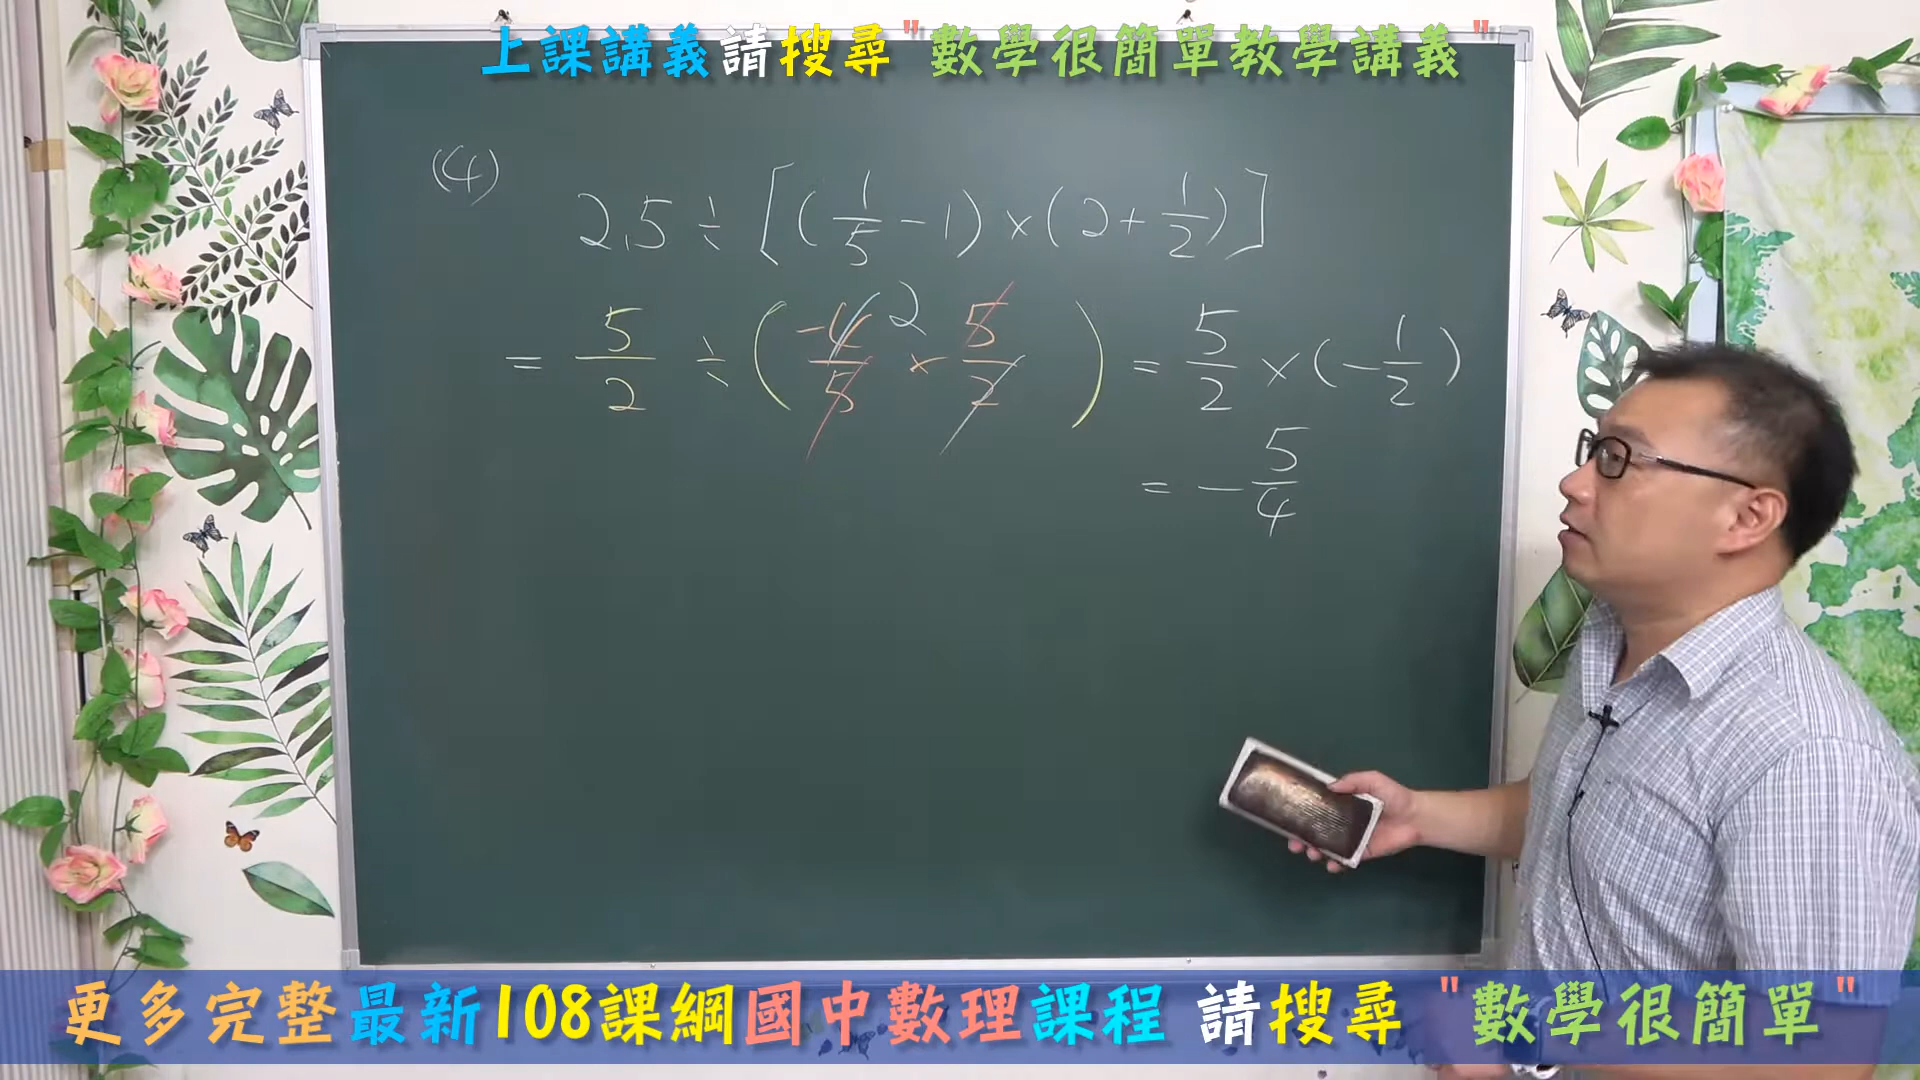 上課講義請搜尋"數學很簡單教學講義"
(4) 2.5 ÷ [(1/5 - 1) × (2 + 1/2)]
= 5/2 ÷ ( -4/5 × 5/2 ) 2 = 5/2 × (- 1/2)
= - 5/4
更多完整最新108課綱國中數理課程 請搜尋 "數學很簡單"